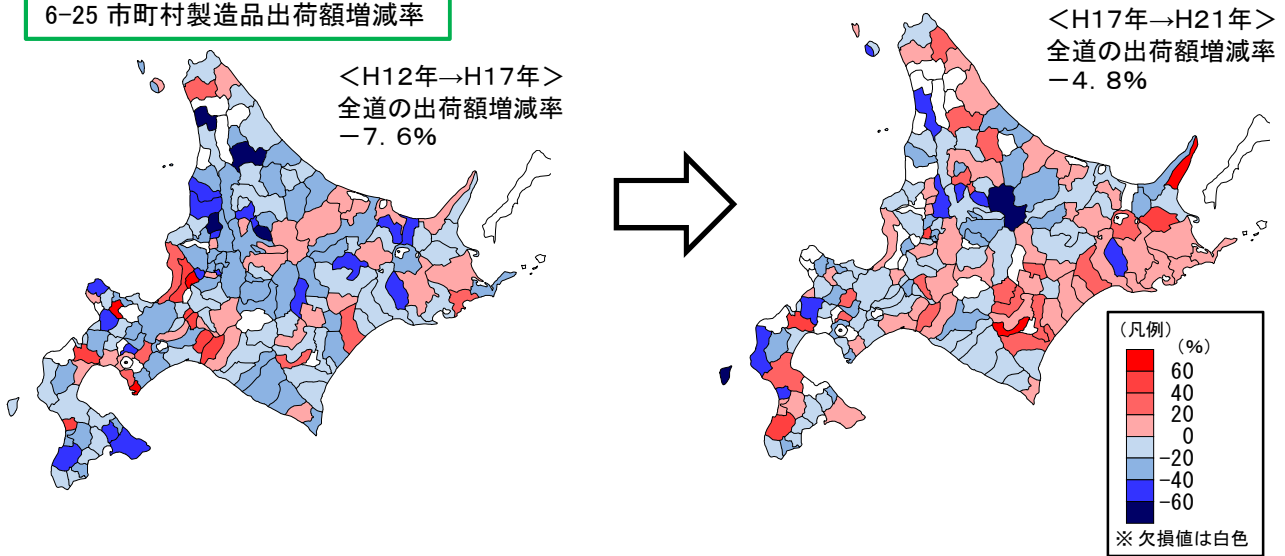 6-25 市町村製造品出荷額増減率
<H12年→H17年>
全道の出荷額増減率
-7.6%
<H17年→H21年>
全道の出荷額増減率
-4.8%
(凡例)
(%)
60
40
20
0
-20
-40
-60
※ 欠損値は白色